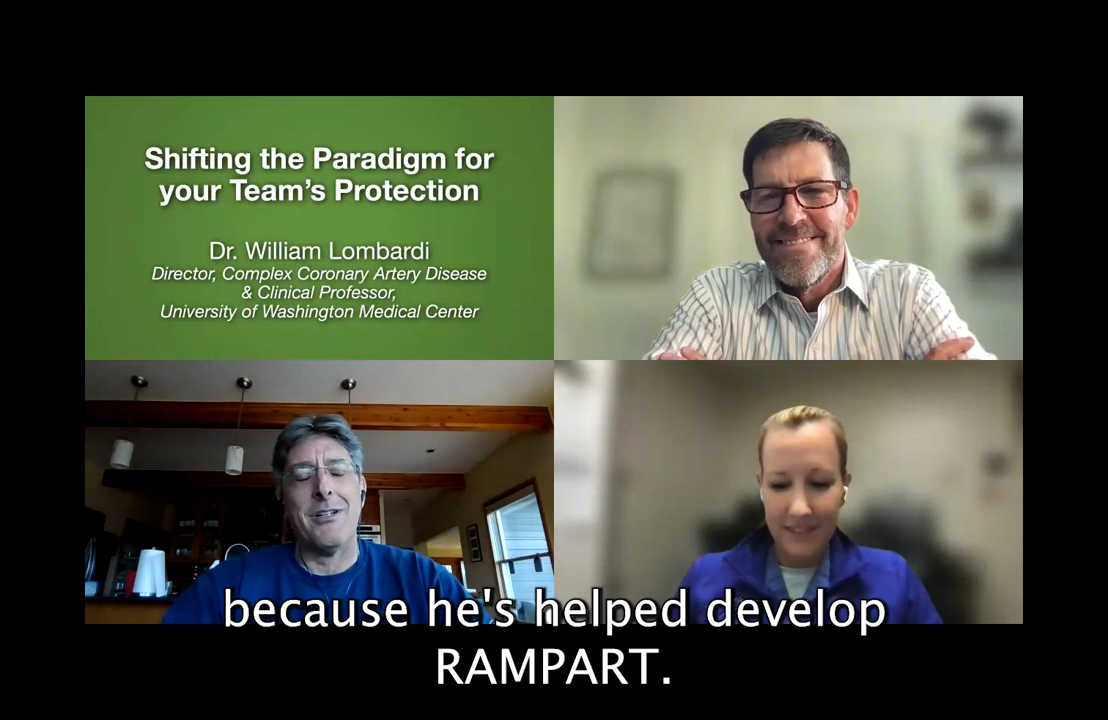 Shifting the Paradigm for
your Team's Protection
Dr. William Lombardi
Director, Complex Coronary Artery Disease
& Clinical Professor,
University of Washington Medical Center
because he's helped develop
RAMPART.